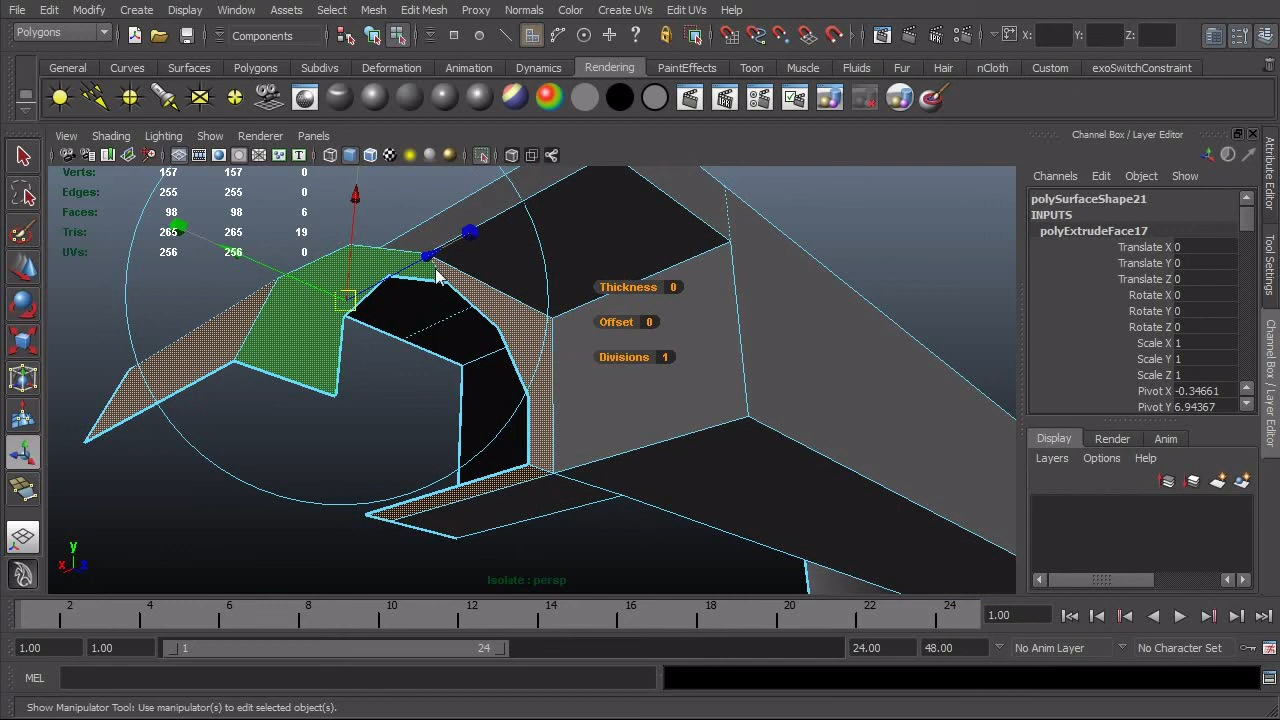 File Edit Modify Create Display Window Assets Select Mesh Edit Mesh Proxy Normals Color Create UVs Edit UVs Help
Polygons Components X: Y: Z:
General Curves Surfaces Polygons Subdivs Deformation Animation Dynamics Rendering PaintEffects Toon Muscle Fluids Fur Hair nCloth Custom exoSwitchConstraint
View Shading Lighting Show Renderer Panels
Channel Box / Layer Editor
Verts: 157 157 0
Edges: 255 255 0
Faces: 98 98 6
Tris: 265 265 19
UVs: 256 256 0
Thickness 0
Offset 0
Divisions 1
Isolate : persp
y
x z
Channels Edit Object Show
polySurfaceShape21
INPUTS
polyExtrudeFace17
Translate X 0
Translate Y 0
Translate Z 0
Rotate X 0
Rotate Y 0
Rotate Z 0
Scale X 1
Scale Y 1
Scale Z 1
Pivot X -0.34661
Pivot Y 6.94367
Display Render Anim
Layers Options Help
Attribute Editor
Tool Settings
Channel Box / Layer Editor
2 4 6 8 10 12 14 16 18 20 22 24
1.00
1.00 1.00 1 24 24.00 48.00 No Anim Layer No Character Set
MEL
Show Manipulator Tool: Use manipulator(s) to edit selected object(s).